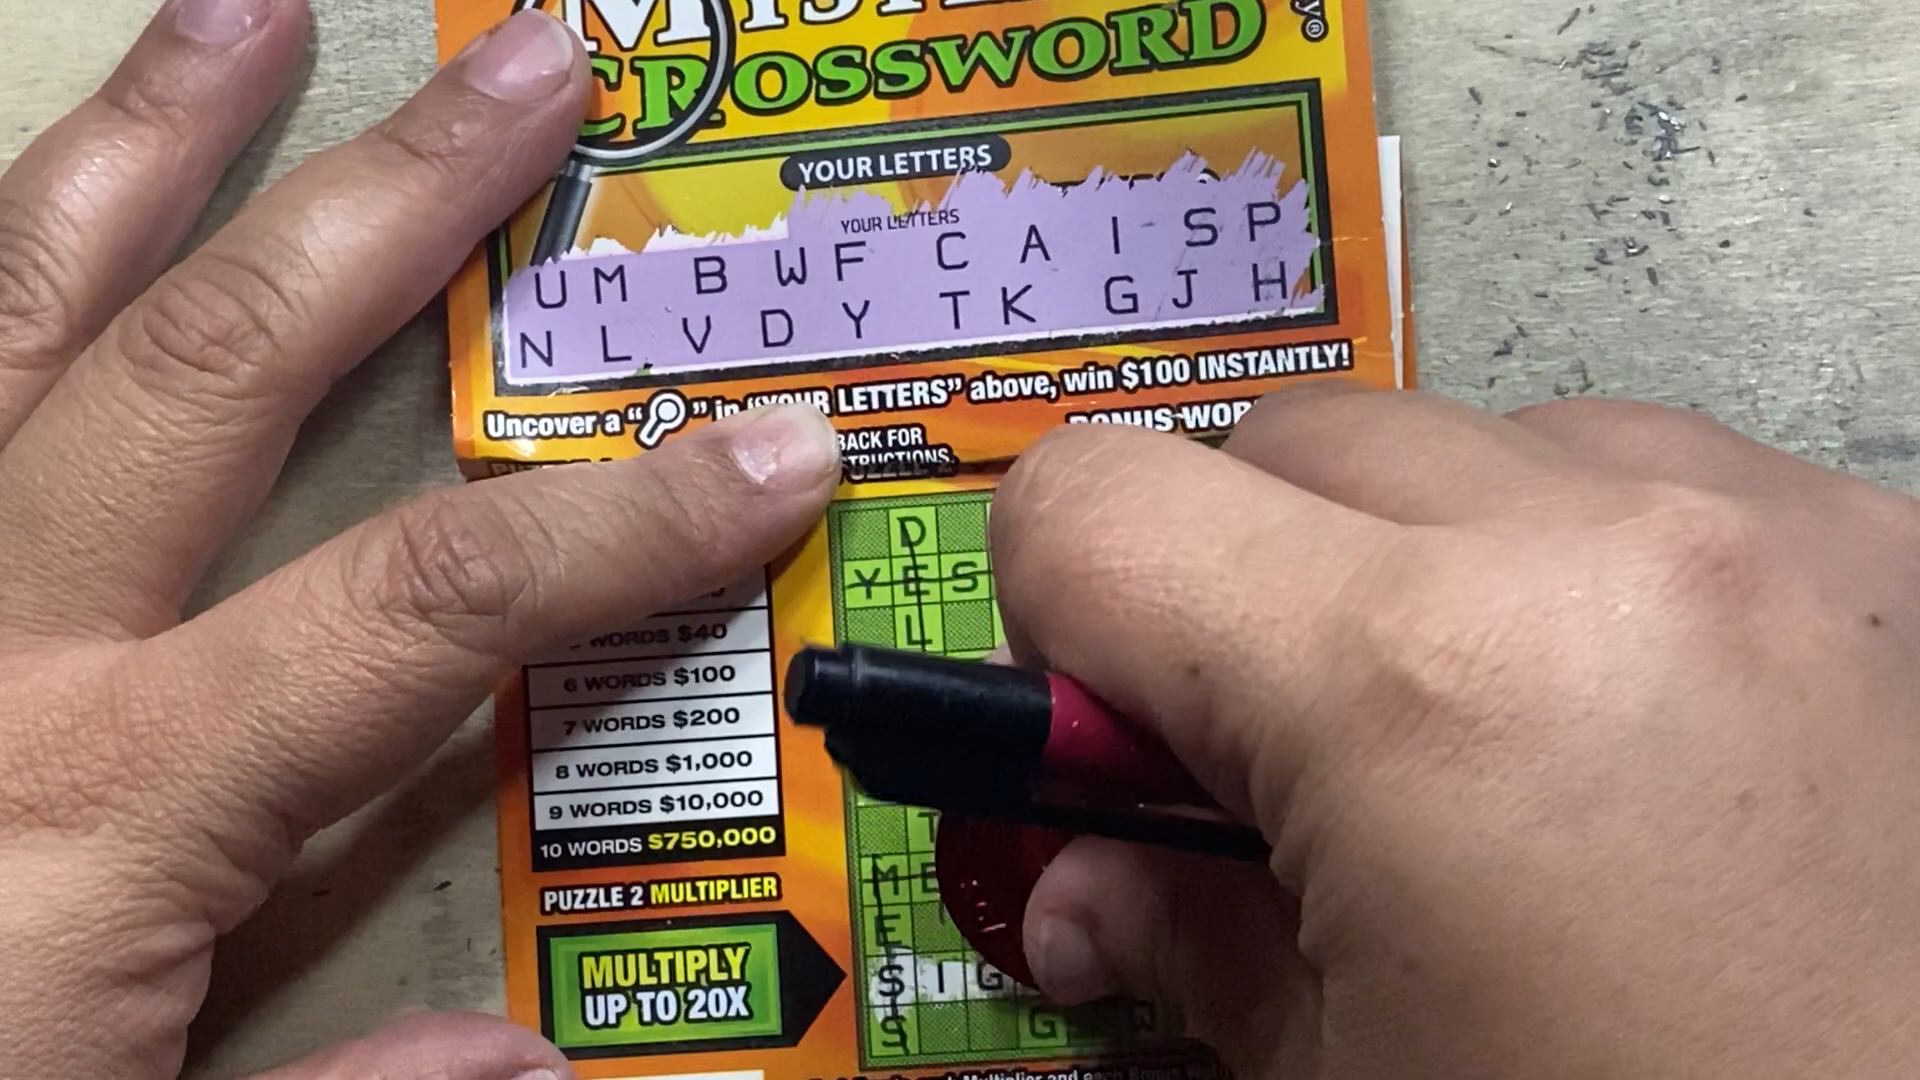 CROSSWORD
YOUR LETTERS
YOUR LETTERS
U M B W F C A I S P
N L V D Y T K G J H
Uncover a " " in "YOUR LETTERS" above, win $100 INSTANTLY!
BACK FOR
D
YES
L
WORDS $40
6 WORDS $100
7 WORDS $200
8 WORDS $1,000
9 WORDS $10,000
10 WORDS $750,000
PUZZLE 2 MULTIPLIER
MULTIPLY
UP TO 20X
T
M E
E
S I G
S G